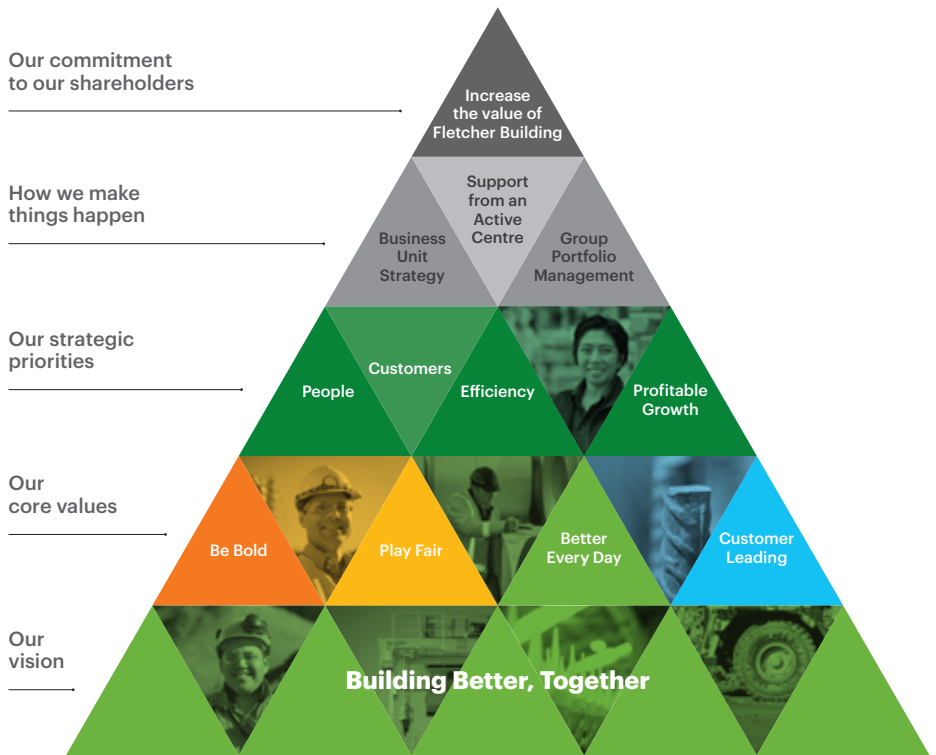 Our commitment
to our shareholders
Increase
the value of
Fletcher Building
How we make
things happen
Support
from an
Active
Centre
Business
Unit
Strategy
Group
Portfolio
Management
Our strategic
priorities
People
Customers
Efficiency
Profitable
Growth
Our
core values
Be Bold
Play Fair
Better
Every Day
Customer
Leading
Our
vision
Building Better, Together